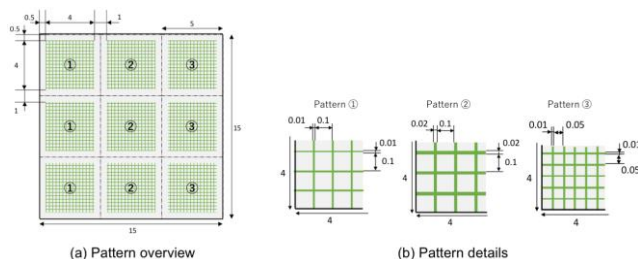 0.5 4 1 5
0.5
4
1
① ② ③
① ② ③
① ② ③
15
15
(a) Pattern overview
Pattern ① Pattern ② Pattern ③
0.01 0.1 0.01 0.1 4 4
0.02 0.1 0.02 0.1 4 4
0.01 0.05 0.01 0.05 4 4
(b) Pattern details